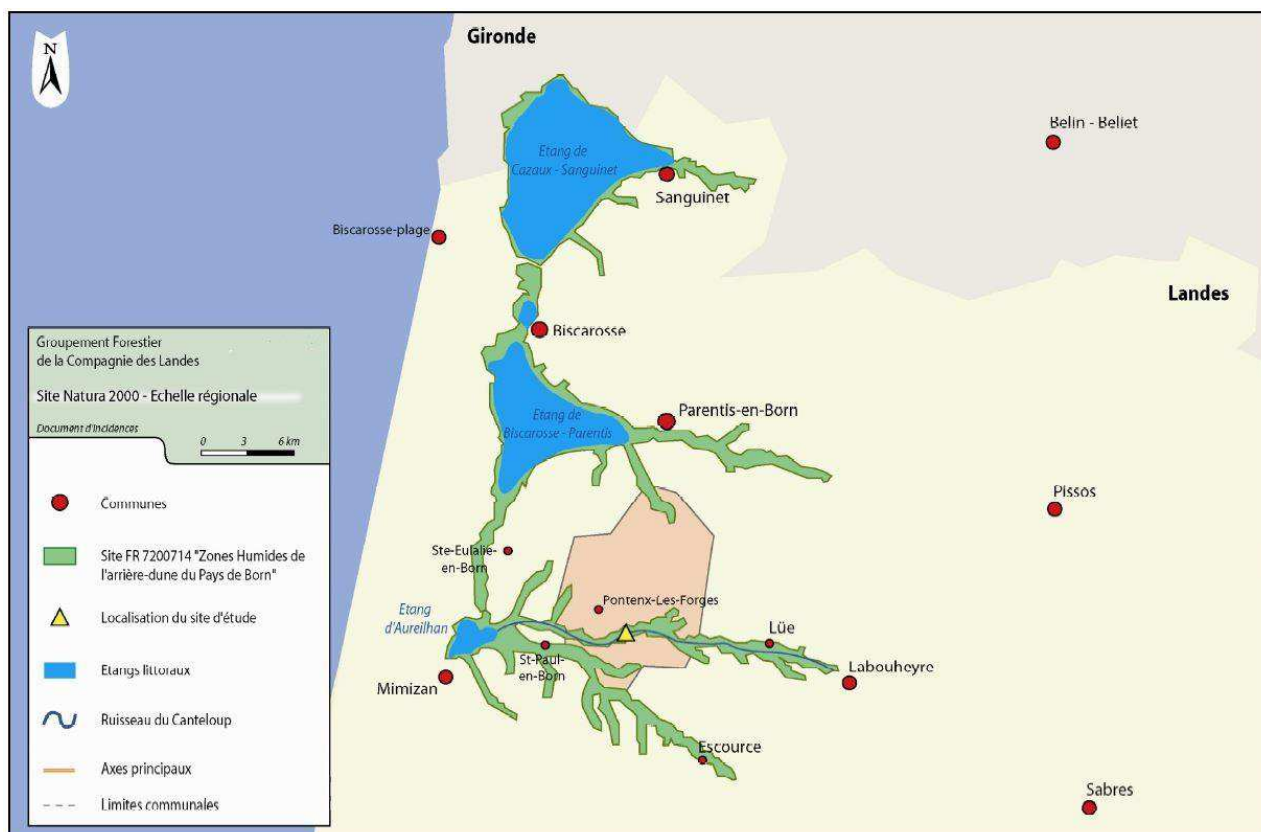 N
Gironde
Belin - Beliet
Etang de
Cazaux - Sanguinet
Sanguinet
Biscarosse-plage
Landes
Biscarosse
Groupement Forestier
de la Compagnie des Landes
Site Natura 2000 - Echelle régionale
Document d'incidences
0 3 6 km
Parentis-en-Born
Etang de
Biscarosse - Parentis
Pissos
Communes
Site FR 7200714 "Zones Humides de
l'arrière-dune du Pays de Born"
Ste-Eulalie-
en-Born
Pontenx-Les-Forges
Etang
d'Aureilhan
Localisation du site d'étude
Lüe
St-Paul-
en-Born
Labouheyre
Etangs littoraux
Mimizan
Ruisseau du Canteloup
Escource
Axes principaux
Sabres
Limites communales